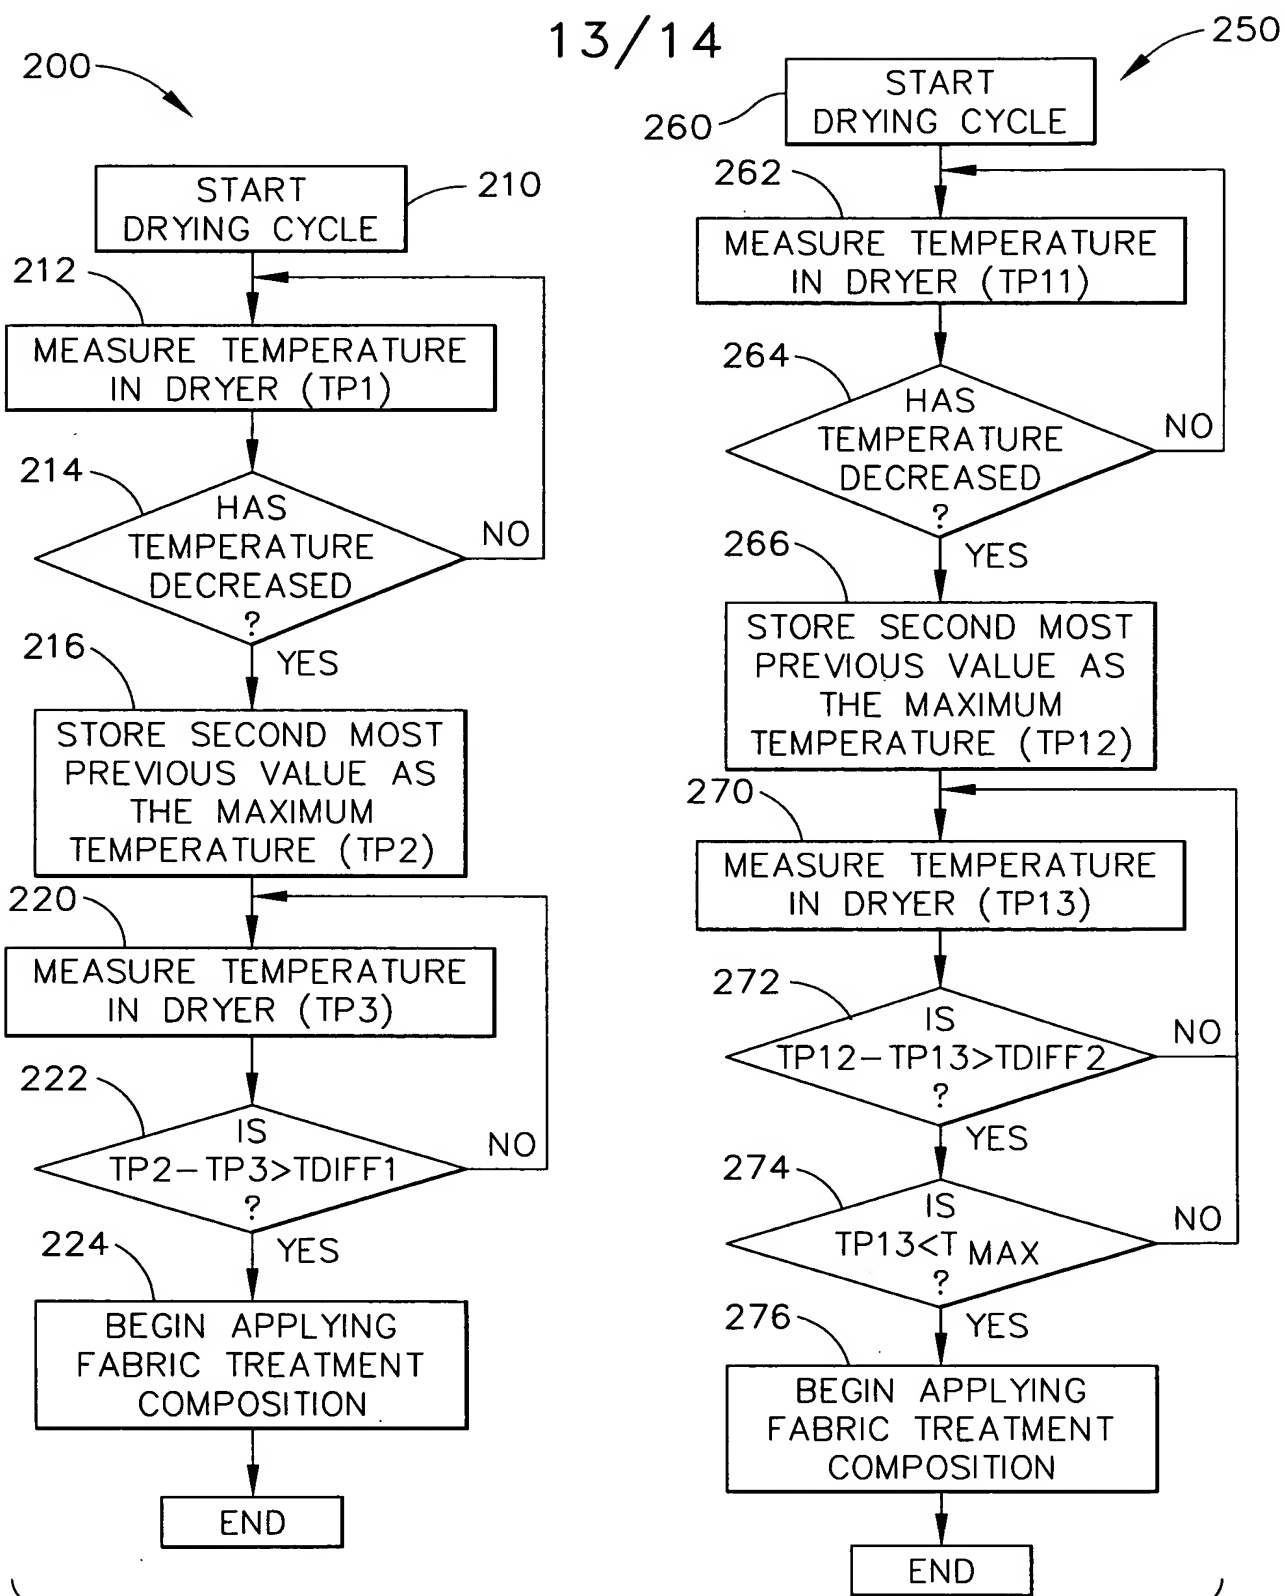 13/14
200
START
DRYING CYCLE
210
212
MEASURE TEMPERATURE
IN DRYER (TP1)
214
HAS
TEMPERATURE
DECREASED
?
NO
YES
216
STORE SECOND MOST
PREVIOUS VALUE AS
THE MAXIMUM
TEMPERATURE (TP2)
220
MEASURE TEMPERATURE
IN DRYER (TP3)
222
IS
TP2-TP3>TDIFF1
?
NO
YES
224
BEGIN APPLYING
FABRIC TREATMENT
COMPOSITION
END
250
START
DRYING CYCLE
260
262
MEASURE TEMPERATURE
IN DRYER (TP11)
264
HAS
TEMPERATURE
DECREASED
?
NO
YES
266
STORE SECOND MOST
PREVIOUS VALUE AS
THE MAXIMUM
TEMPERATURE (TP12)
270
MEASURE TEMPERATURE
IN DRYER (TP13)
272
IS
TP12-TP13>TDIFF2
?
NO
YES
274
IS
TP13<T MAX
?
NO
YES
276
BEGIN APPLYING
FABRIC TREATMENT
COMPOSITION
END